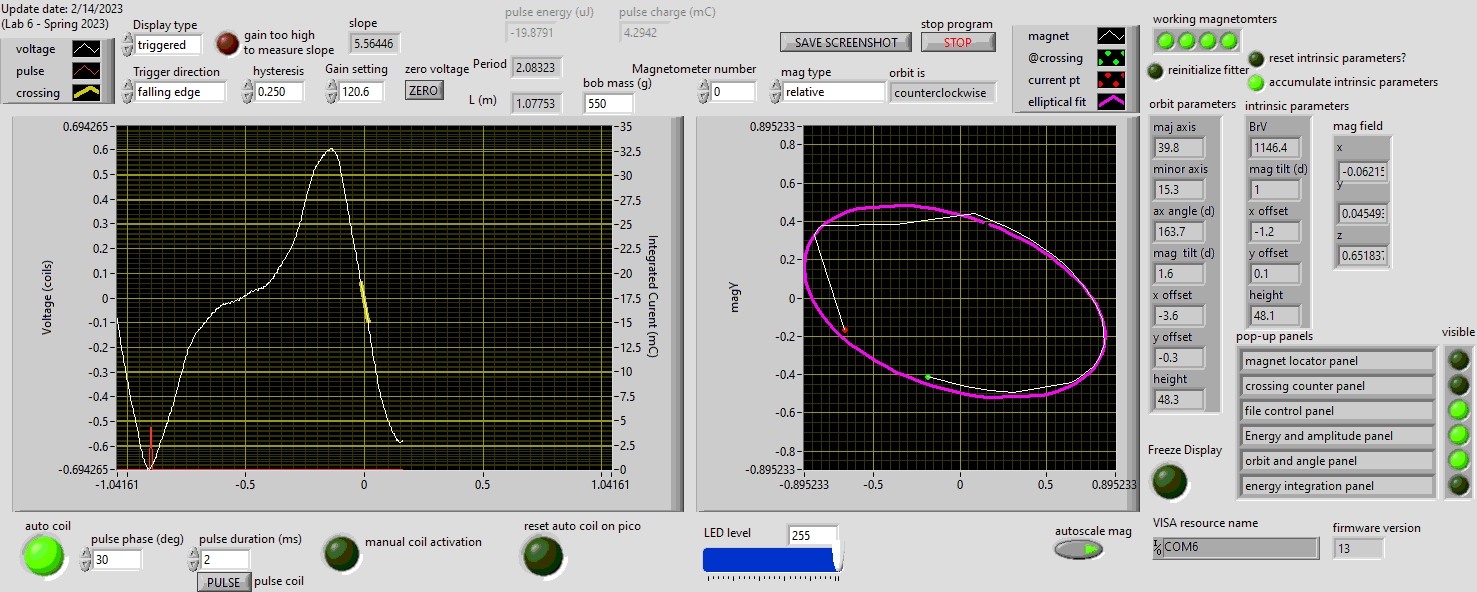 Update date: 2/14/2023
(Lab 6 - Spring 2023)
voltage
pulse
crossing
Display type
triggered
gain too high
to measure slope
slope
5.56446
pulse energy (uJ)
-19.8791
pulse charge (mC)
4.2942
Trigger direction
falling edge
hysteresis
0.250
Gain setting
120.6
zero voltage
ZERO
Period
2.08323
L (m)
1.07753
bob mass (g)
550
SAVE SCREENSHOT
stop program
STOP
Magnetometer number
0
mag type
relative
orbit is
counterclockwise
magnet
@crossing
current pt
elliptical fit
working magnetomters
reinitialize fitter
reset intrinsic parameters?
accumulate intrinsic parameters
orbit parameters
maj axis
39.8
minor axis
15.3
ax angle (d)
163.7
mag tilt (d)
1.6
x offset
-3.6
y offset
-0.3
height
48.3
intrinsic parameters
BrV
1146.4
mag tilt (d)
1
x offset
-1.2
y offset
0.1
height
48.1
mag field
x
-0.06215
y
0.04549
z
0.651837
Voltage (coils)
0.694265
0.6
0.5
0.4
0.3
0.2
0.1
0
-0.1
-0.2
-0.3
-0.4
-0.5
-0.6
-0.694265
-1.04161
-0.5
0
0.5
1.04161
35
32.5
30
27.5
25
22.5
20
17.5
15
12.5
10
7.5
5
2.5
0
Integrated Curent (mC)
magy
0.895233
0.8
0.6
0.4
0.2
0
-0.2
-0.4
-0.6
-0.8
-0.895233
-0.895233
-0.5
0
0.5
0.895233
pop-up panels
visible
magnet locator panel
crossing counter panel
file control panel
Energy and amplitude panel
orbit and angle panel
energy integration panel
Freeze Display
auto coil
pulse phase (deg)
30
pulse duration (ms)
2
PULSE
pulse coil
manual coil activation
reset auto coil on pico
LED level
255
autoscale mag
VISA resource name
COM6
firmware version
13